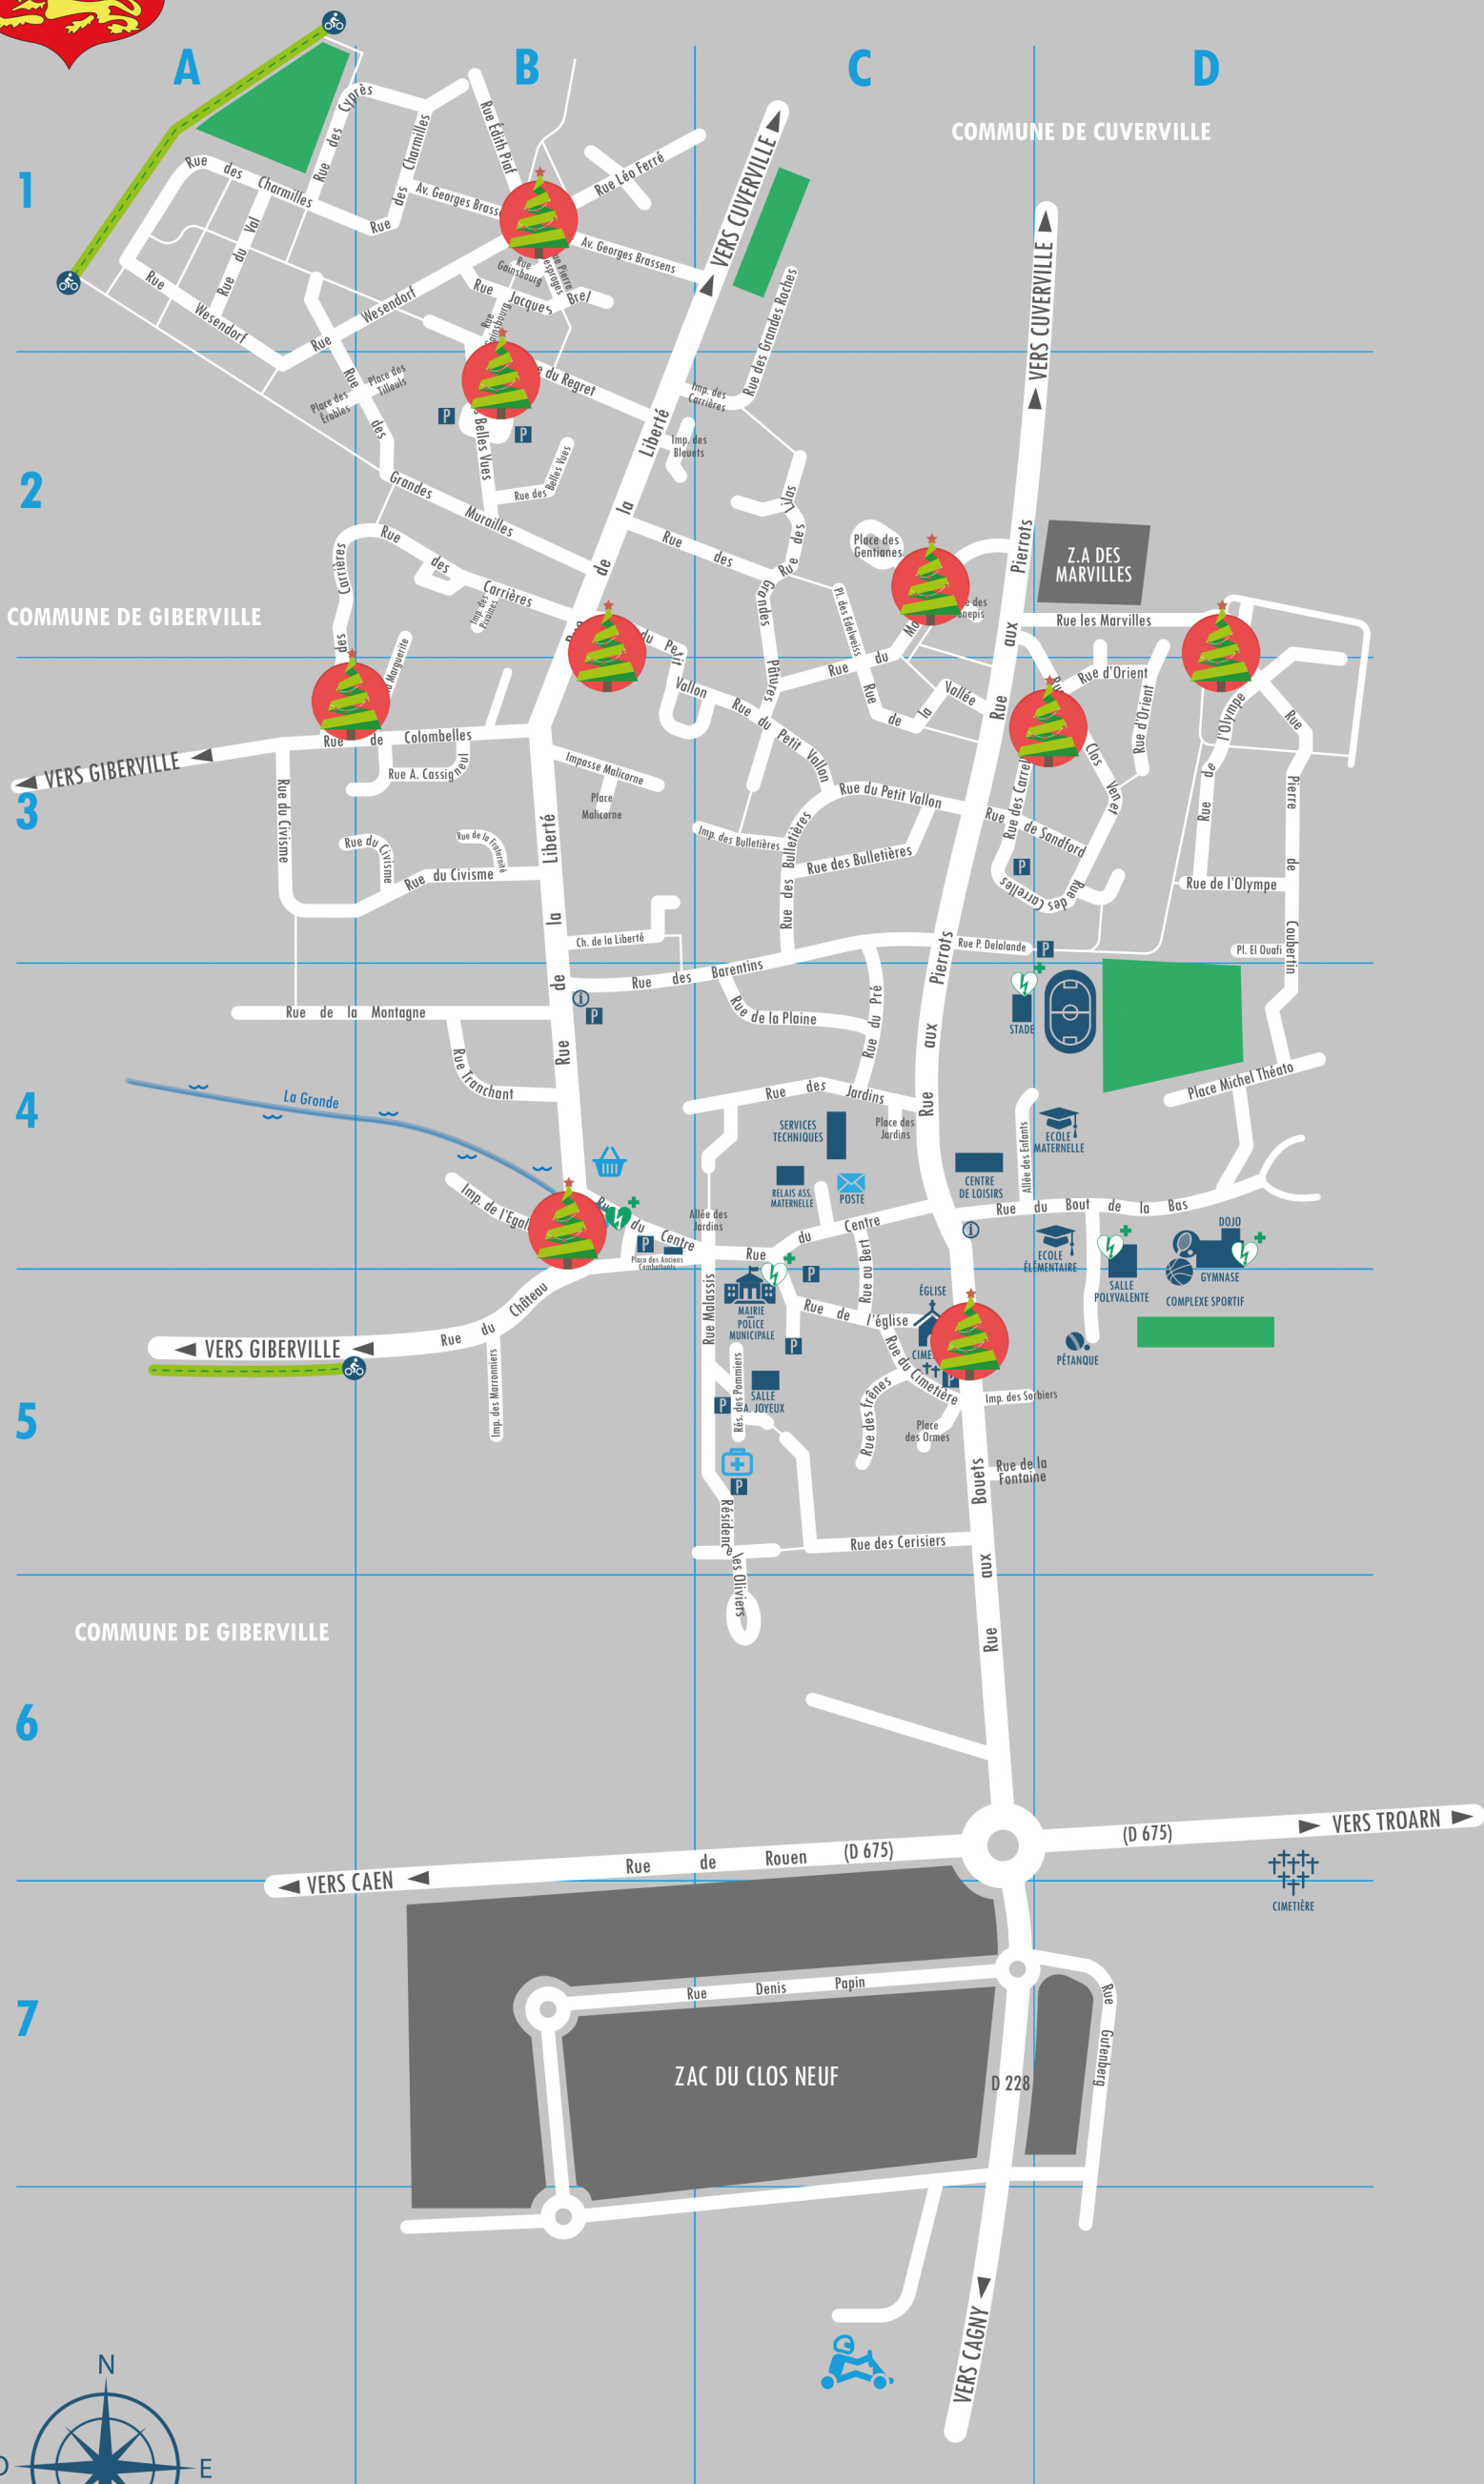 A
B
C
D
COMMUNE DE CUVERVILLE
Rue des Cyprès
Rue des Charmilles
Rue des Charmilles
Rue Édith Piaf
Rue Léo Ferré
VERS CUVERVILLE
1
Av. Georges Brasse
Av. Georges Brassens
Rue du Val
Rue Wesendorf
Rue Wesendorf
Rue
Gainsbourg
Rue Jacques Brel
Rue des Grandes Roches
VERS CUVERVILLE
Place des
Tilleuls
Place des
Érables
du Regret
Imp. des
Carrières
P
P
Belles Vues
Rue des Belles Vues
Imp. des
Bleuets
2
Rue des Grandes Murailles
Rue des Lilas
Rue des Grandes Pâtures
Place des
Gentianes
Z.A DES
MARVILLES
Rue des Carrières
Imp. des
Pivoines
COMMUNE DE GIBERVILLE
Pl. des Edelweiss
Rue les Marvilles
du Petit Vallon
Rue du
Rue de la Vallée
Rue d'Orient
Rue d'Orient
Rue du Petit Vallon
Rue de Colombelles
VERS GIBERVILLE
Rue A. Cassigneul
Impasse Malicorne
Place
Malicorne
Clos Venet
Rue de l'Olympe
Rue Pierre de Coubertin
3
Rue du Civisme
Rue du Civisme
Rue de la Fraternité
Rue du Civisme
Rue du Petit Vallon
Imp. des Bulletières
Rue des Bulletières
Rue des Bulletières
Rue de Sandford
P
Rue des Carrelles
Rue de l'Olympe
Ch. de la Liberté
Rue P. Delalande
P
Pl. El Ouafi
Rue des Barentins
P
Rue de la Montagne
Rue de la Plaine
Rue du Pré
STADE
Rue Tranchant
Rue de la Liberté
Rue aux Pierrots
La Gronde
4
Rue des Jardins
Place des
Jardins
Place Michel Théato
SERVICES
TECHNIQUES
ECOLE
MATERNELLE
Allée des Enfants
RELAIS ASS.
MATERNELLE
POSTE
CENTRE
DE LOISIRS
Imp. de l'Egal
Allée des
Jardins
Rue du Centre
Rue du Bout de la Bas
P
Place des Anciens
Combattants
Rue du Centre
Rue au Bert
ECOLE
ÉLÉMENTAIRE
SALLE
POLYVALENTE
DOJO
GYMNASE
COMPLEXE SPORTIF
P
MAIRIE
POLICE
MUNICIPALE
P
Rue de l'église
ÉGLISE
PÉTANQUE
Rue du Château
VERS GIBERVILLE
Rue Malassis
Imp. des Marronniers
Rés. des Pommiers
P
SALLE
A. JOYEUX
Rue du Cimetière
P
Rue des frênes
Imp. des Sorbiers
Place
des Ormes
5
P
Rue de la
Fontaine
Résidence les Oliviers
Rue des Cerisiers
Rue aux Bouets
COMMUNE DE GIBERVILLE
6
VERS CAEN
Rue de Rouen (D 675)
(D 675)
VERS TROARN
CIMETIÈRE
Rue Denis Papin
Rue Gutenberg
7
ZAC DU CLOS NEUF
D 228
VERS CAGNY
N
E